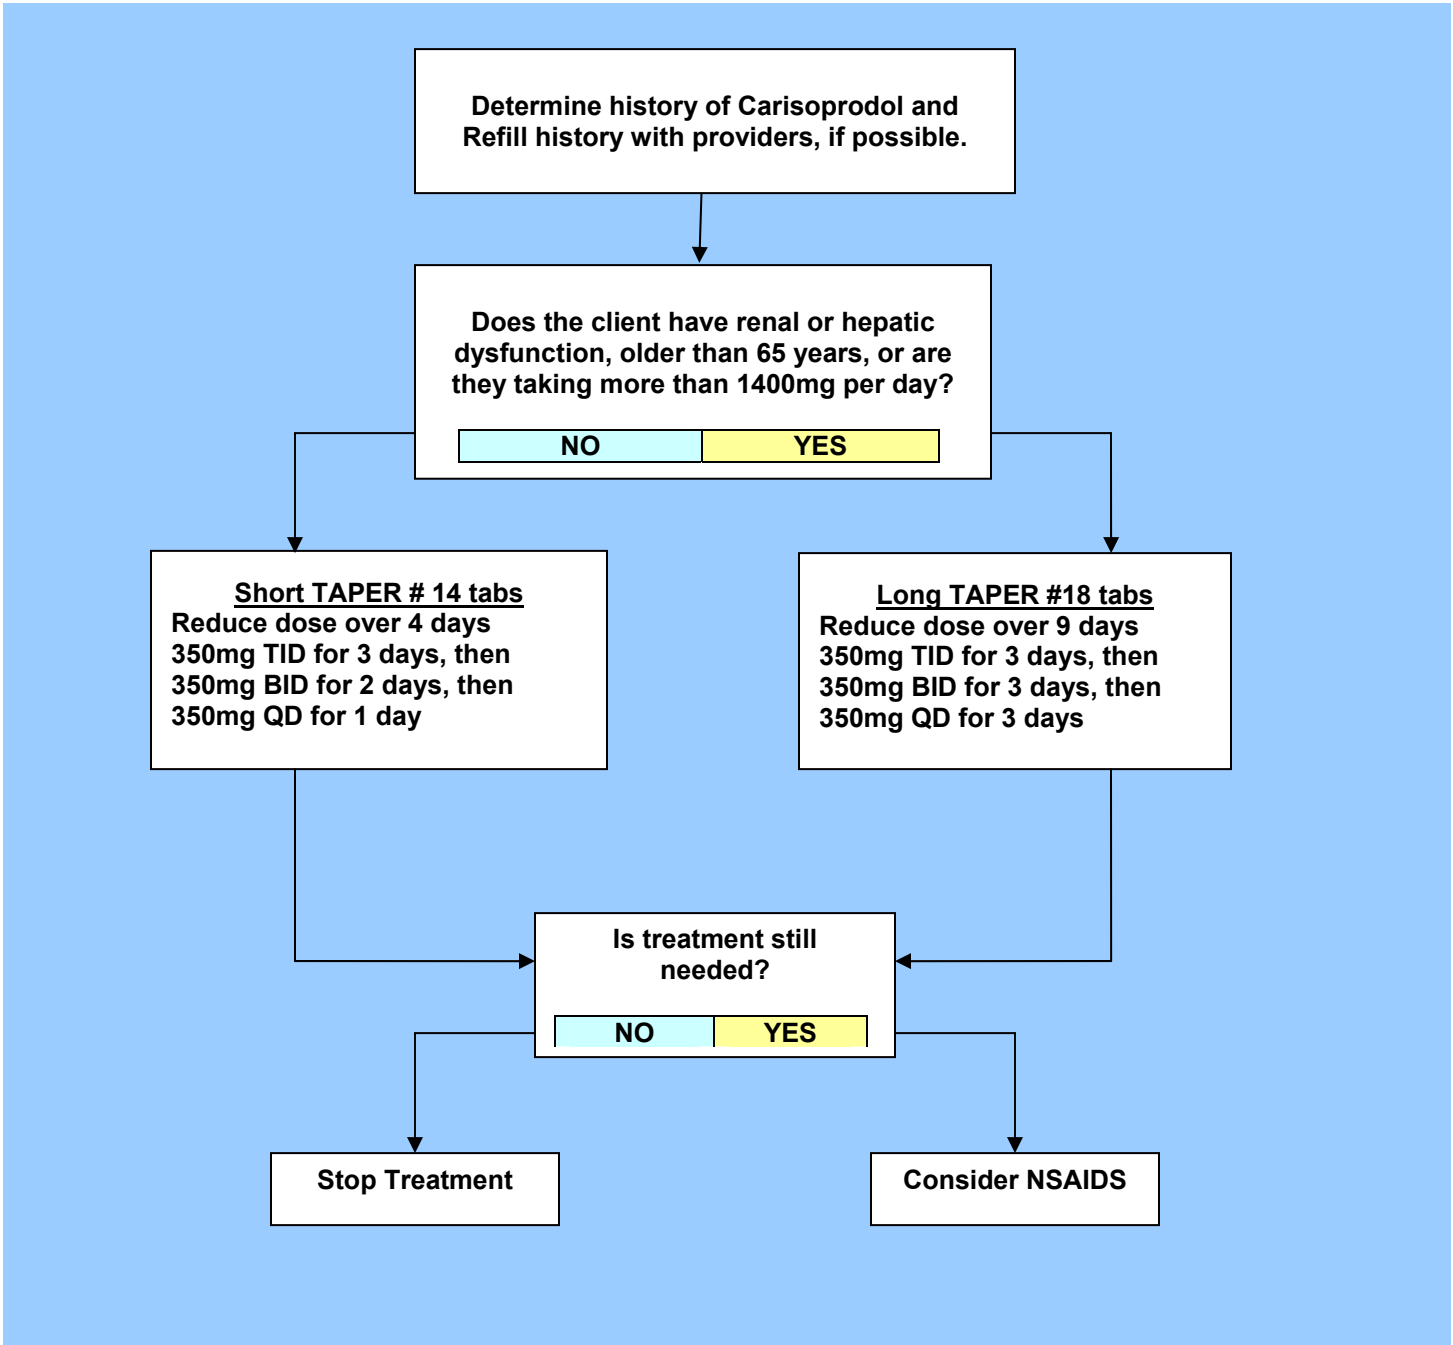 Determine history of Carisoprodol and
Refill history with providers, if possible.
Does the client have renal or hepatic
dysfunction, older than 65 years, or are
they taking more than 1400mg per day?
NO YES
Short TAPER # 14 tabs
Reduce dose over 4 days
350mg TID for 3 days, then
350mg BID for 2 days, then
350mg QD for 1 day
Long TAPER #18 tabs
Reduce dose over 9 days
350mg TID for 3 days, then
350mg BID for 3 days, then
350mg QD for 3 days
Is treatment still
needed?
NO YES
Stop Treatment
Consider NSAIDS